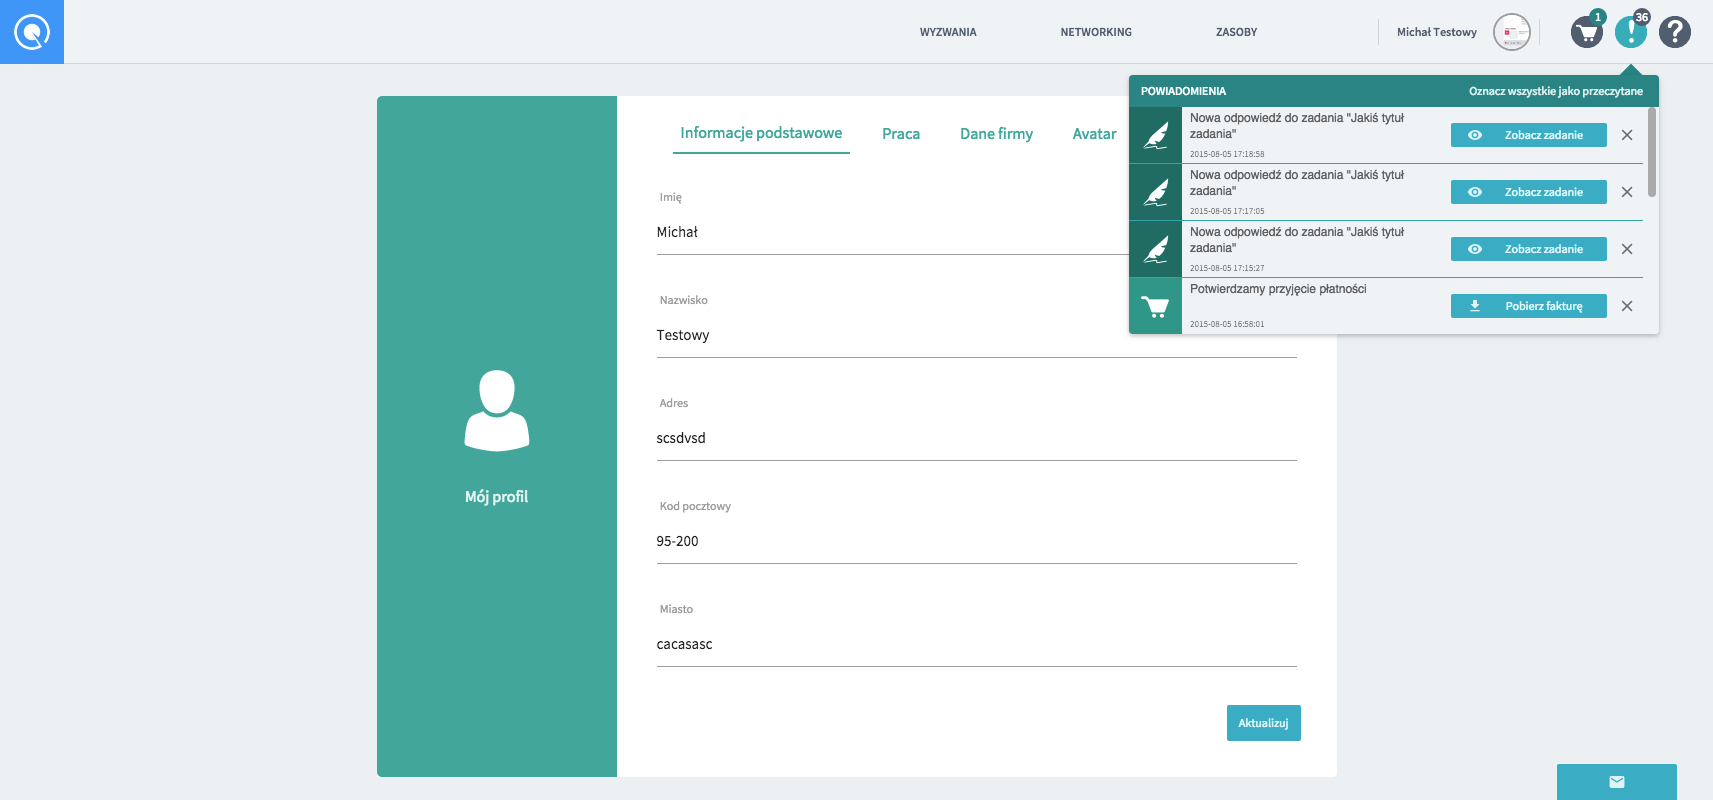 WYZWANIA
NETWORKING
ZASOBY
Michał Testowy
1
36
POWIADOMIENIA
Oznacz wszystkie jako przeczytane
Nowa odpowiedź do zadania "Jakiś tytuł
zadania"
2015-08-05 17:18:58
Zobacz zadanie
Nowa odpowiedź do zadania "Jakiś tytuł
zadania"
2015-08-05 17:17:05
Zobacz zadanie
Nowa odpowiedź do zadania "Jakiś tytuł
zadania"
2015-08-05 17:15:27
Zobacz zadanie
Potwierdzamy przyjęcie płatności
2015-08-05 16:58:01
Pobierz fakturę
Mój profil
Informacje podstawowe
Praca
Dane firmy
Avatar
Imię
Michał
Nazwisko
Testowy
Adres
scsdvsd
Kod pocztowy
95-200
Miasto
cacasasc
Aktualizuj